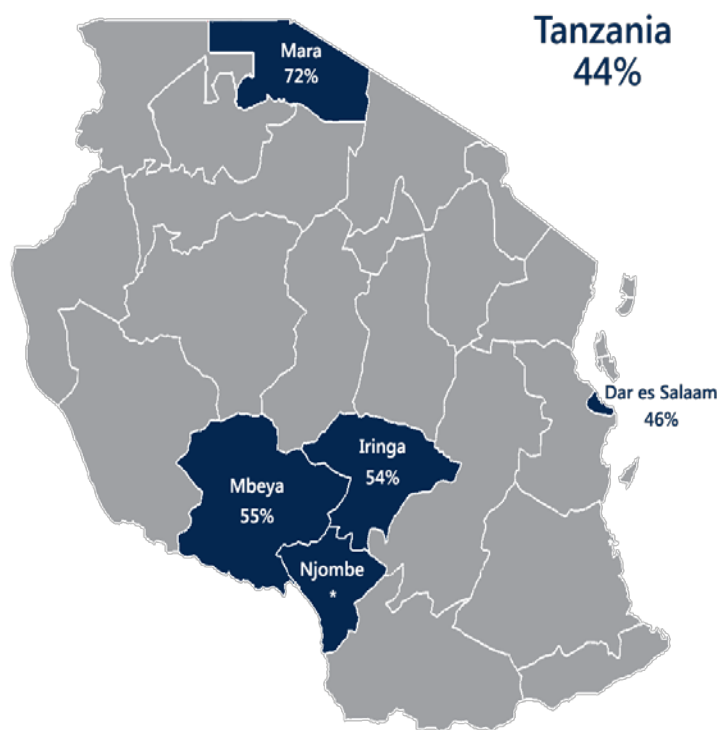 Tanzania
44%
Mara
72%
Dar es Salaam
46%
Iringa
54%
Mbeya
55%
Njombe
*